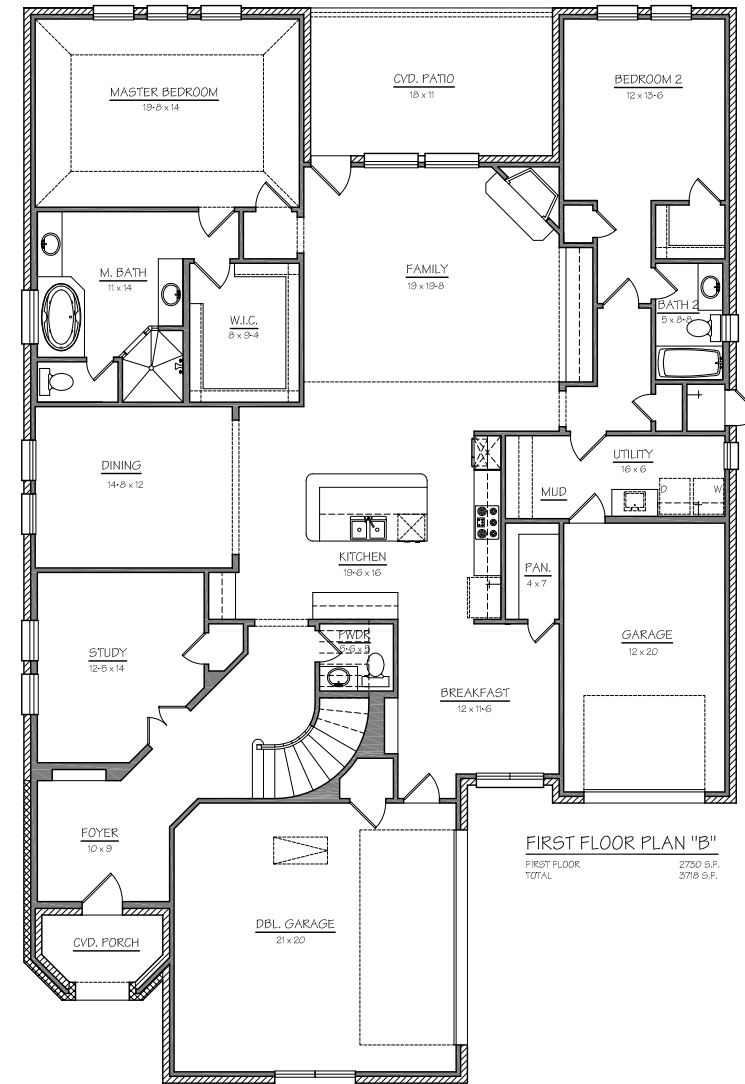 MASTER BEDROOM
19-8 x 14
CVD. PATIO
18 x 11
BEDROOM 2
12 x 13-6
M. BATH
11 x 14
FAMILY
19 x 19-8
W.I.C.
8 x 9-4
BATH 2
5 x 8-8
DINING
14-8 x 12
UTILITY
16 x 6
MUD
D
W
KITCHEN
19-6 x 16
PAN.
4 x 7
PWDR
5-6 x 5
STUDY
12-5 x 14
GARAGE
12 x 20
BREAKFAST
12 x 11-6
FOYER
10 x 9
FIRST FLOOR PLAN "B"
FIRST FLOOR 2730 S.F.
TOTAL 3718 S.F.
DBL. GARAGE
21 x 20
CVD. PORCH